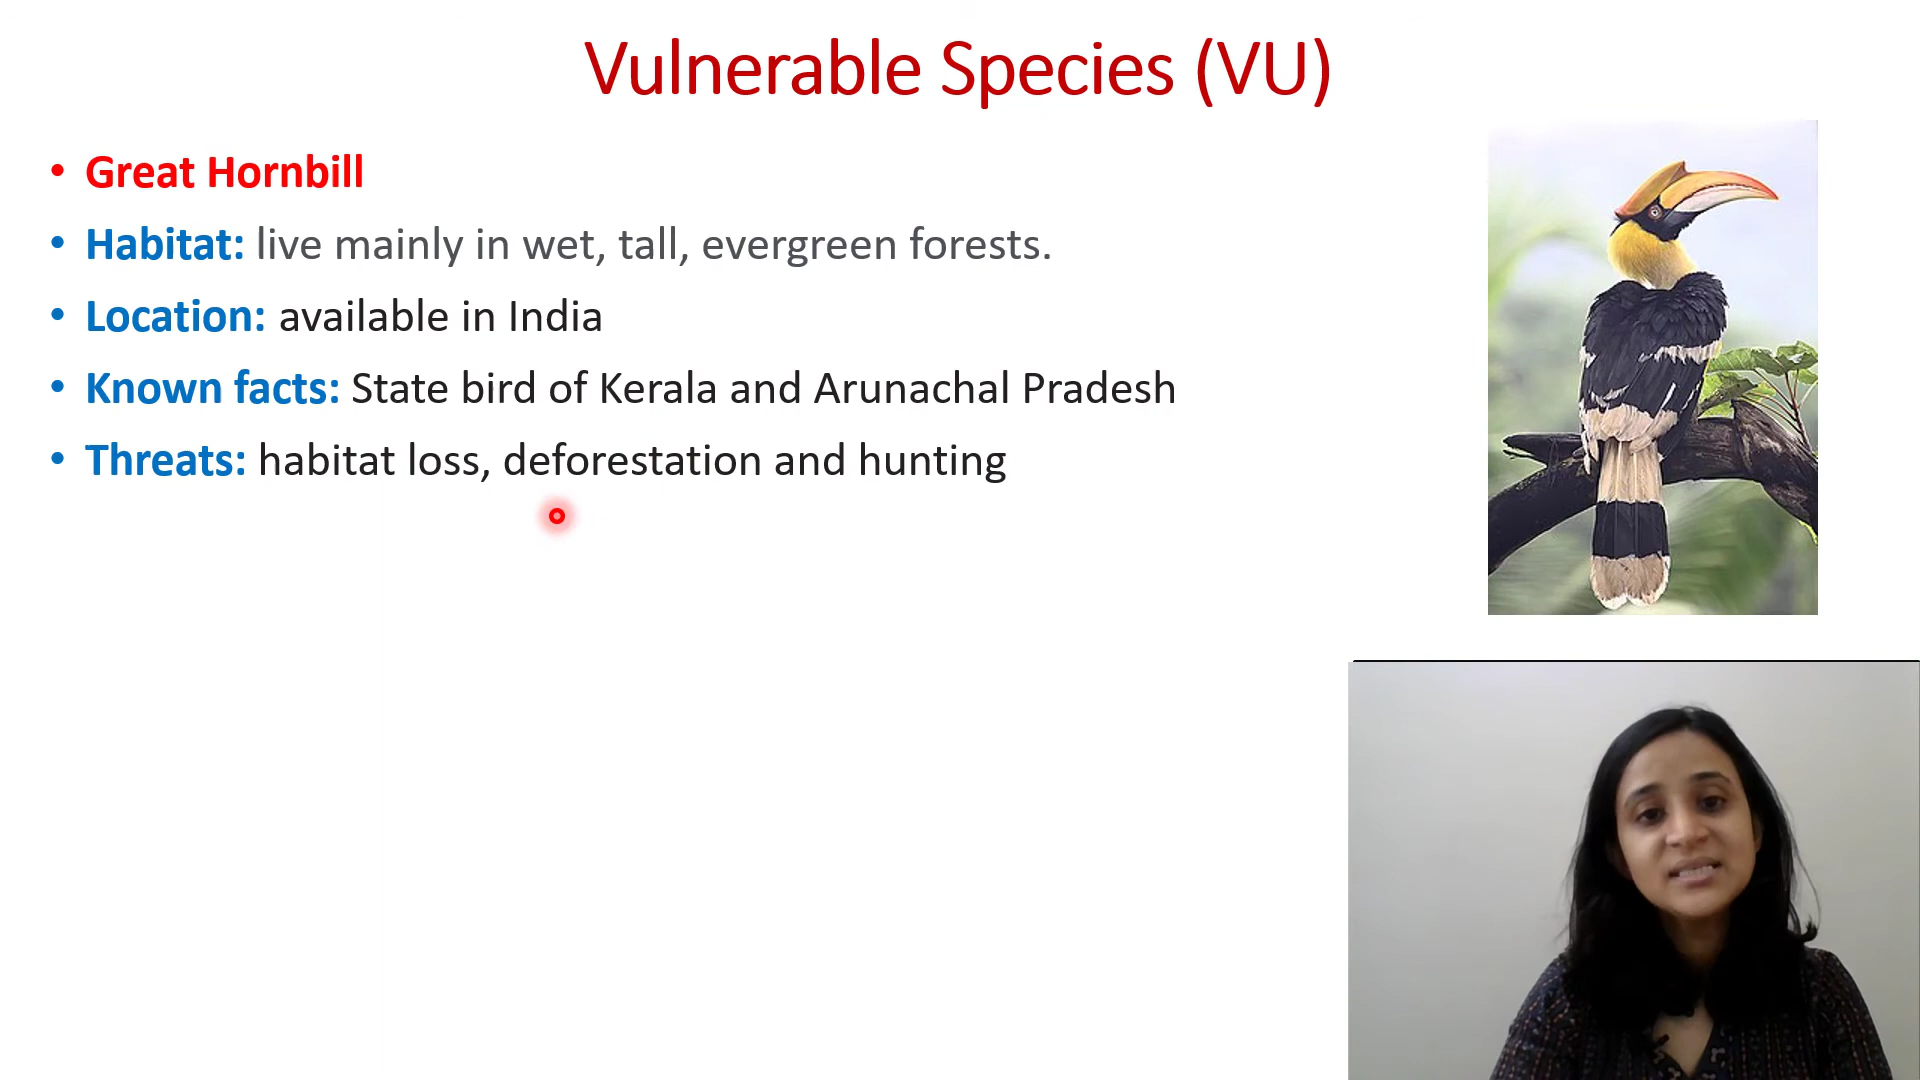 Vulnerable Species (VU)
• Great Hornbill
• Habitat: live mainly in wet, tall, evergreen forests.
• Location: available in India
• Known facts: State bird of Kerala and Arunachal Pradesh
• Threats: habitat loss, deforestation and hunting